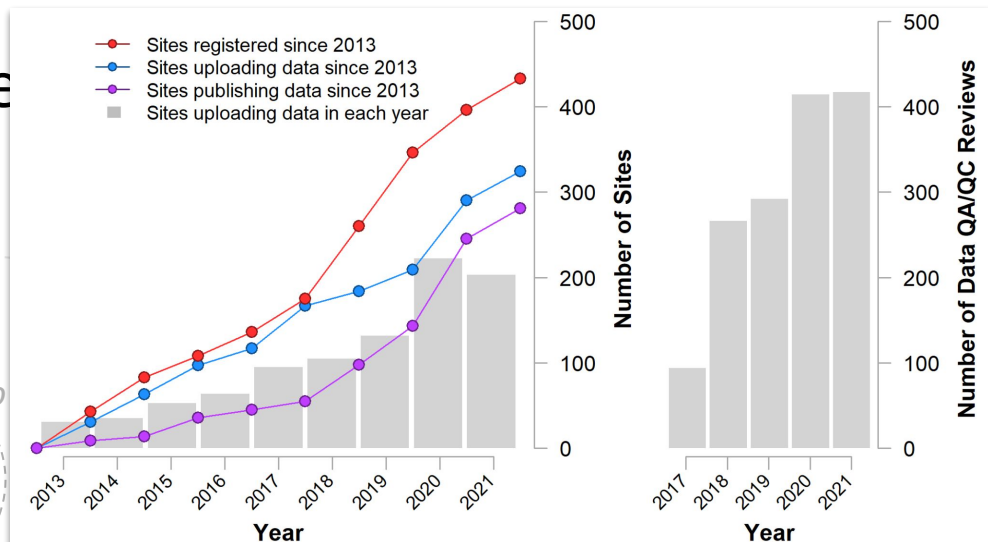 e
Sites registered since 2013
Sites uploading data since 2013
Sites publishing data since 2013
Sites uploading data in each year
500
400
300
200
100
0
Number of Sites
2013
2014
2015
2016
2017
2018
2019
2020
2021
Year
500
400
300
200
100
0
Number of Data QA/QC Reviews
2017
2018
2019
2020
2021
Year